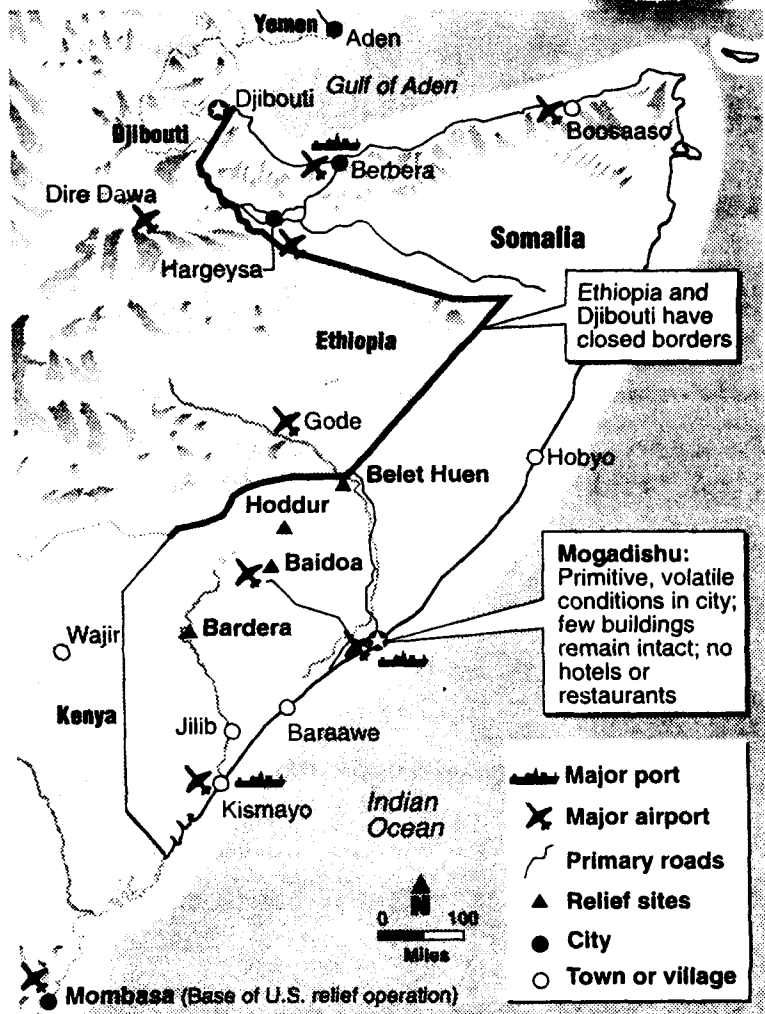 Yemen
Aden
Gulf of Aden
Djibouti
Djibouti
Boosaaso
Berbera
Dire Dawa
Somalia
Hargeysa
Ethiopia and
Djibouti have
closed borders
Ethiopia
Gode
Hobyo
Belet Huen
Hoddur
Baidoa
Mogadishu:
Primitive, volatile
conditions in city;
few buildings
remain intact; no
hotels or
restaurants
Bardera
Wajir
Kenya
Jilib
Baraawe
Kismayo
Indian
Ocean
Major port
Major airport
Primary roads
Relief sites
City
Town or village
N
0 100
Miles
Mombasa (Base of U.S. relief operation)